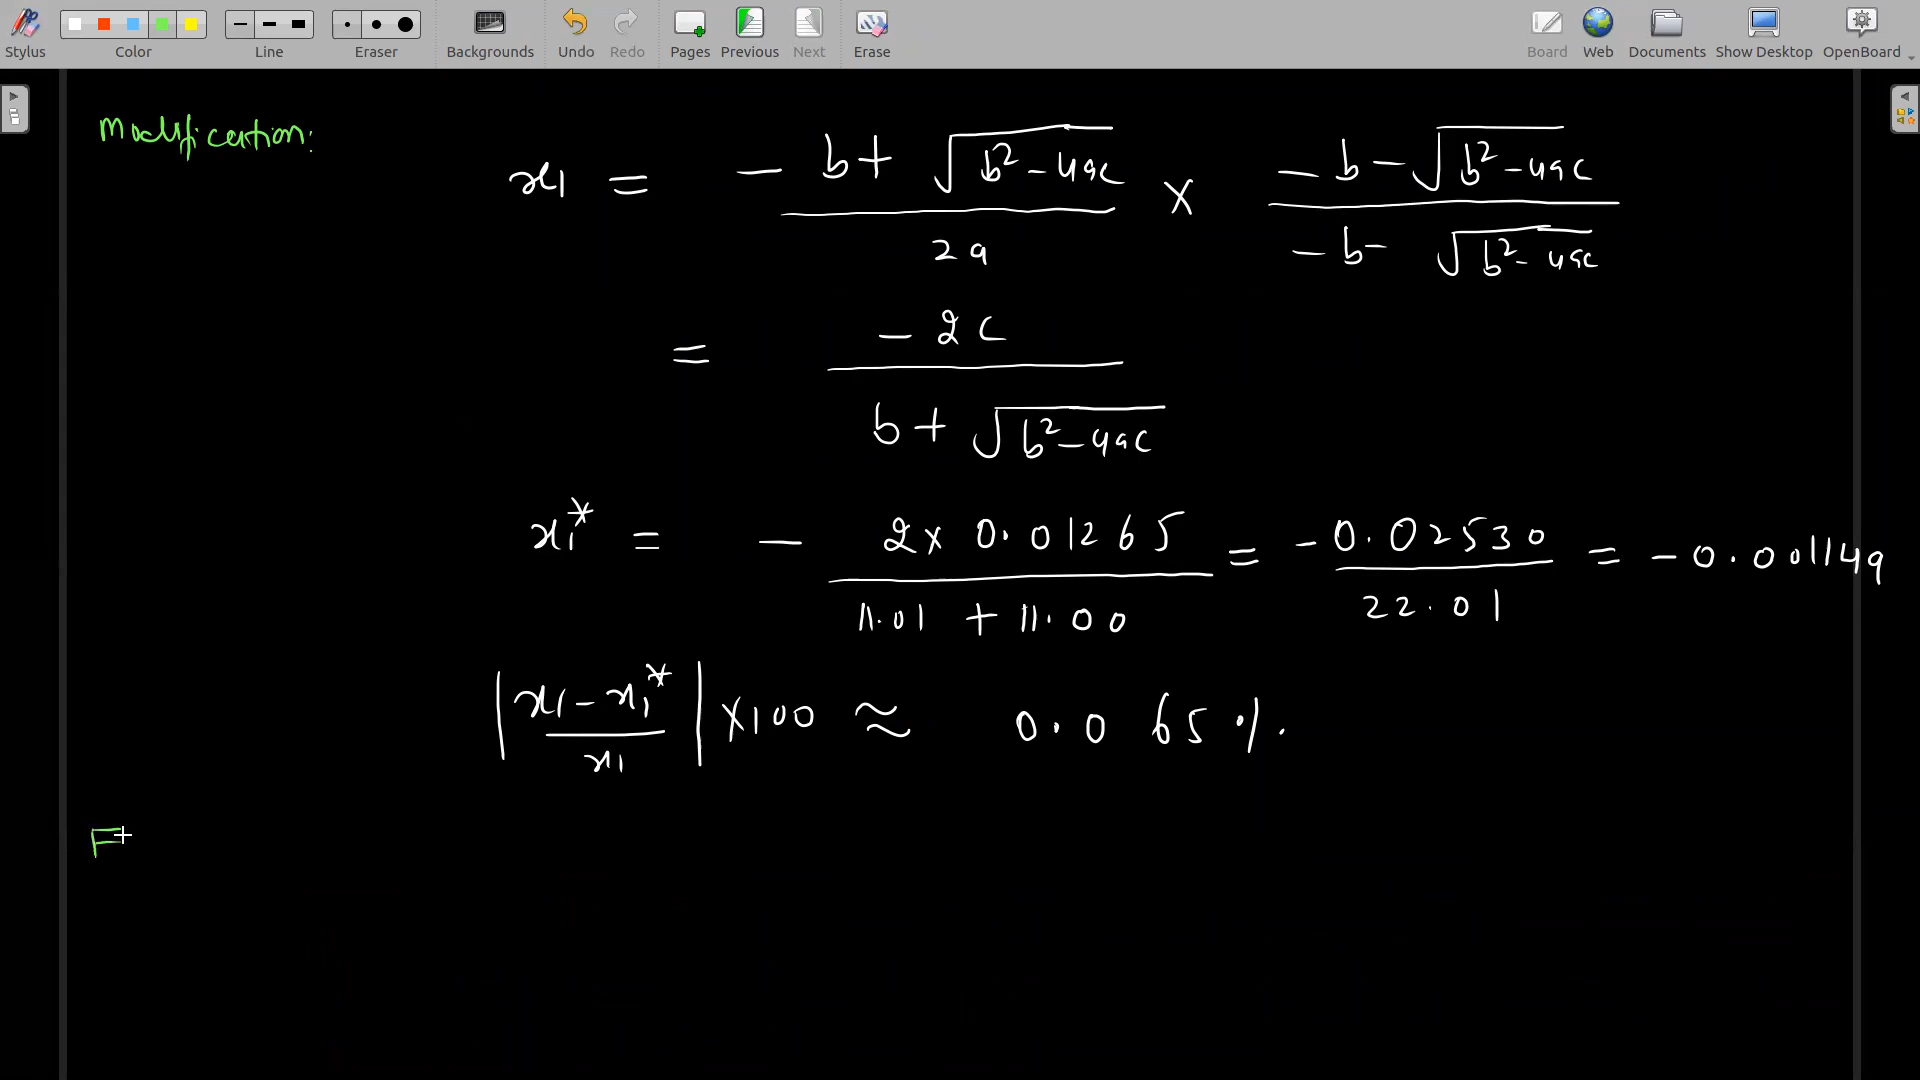 Stylus Color Line Eraser Backgrounds Undo Redo Pages Previous Next Erase Board Web Documents Show Desktop OpenBoard
Modification:
x₁ = (-b + √(b² - 4ac)) / 2a × (-b - √(b² - 4ac)) / (-b - √(b² - 4ac))
= -2c / (b + √(b² - 4ac))
x₁* = - (2 × 0.01265) / (11.01 + 11.00) = -0.02530 / 22.01 = -0.001149
|(x₁ - x₁*) / x₁| × 100 ≈ 0.065 %.
F